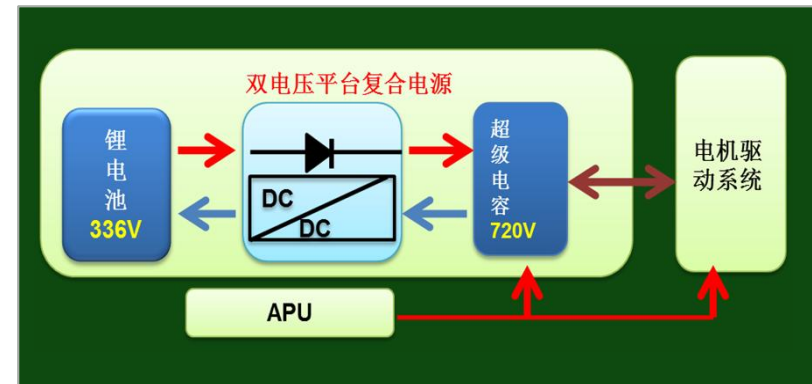 双电压平台复合电源
锂
电
池
336V
DC
DC
超
级
电
容
720V
电机驱
动系统
APU